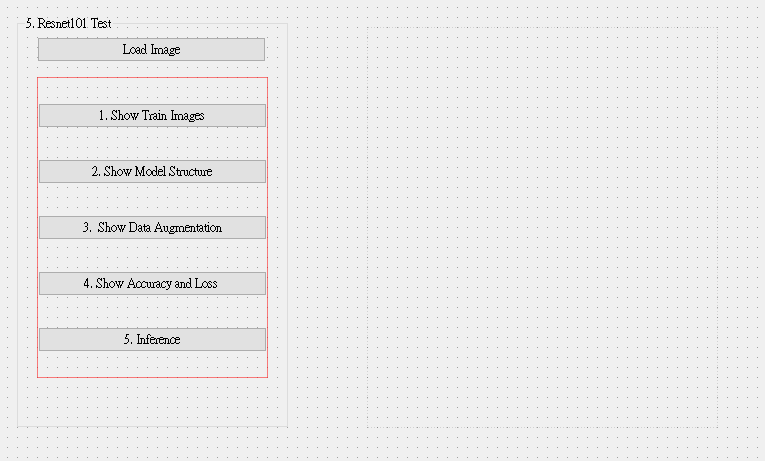 5. Resnet101 Test
Load Image
1. Show Train Images
2. Show Model Structure
3.  Show Data Augmentation
4. Show Accuracy and Loss
5. Inference